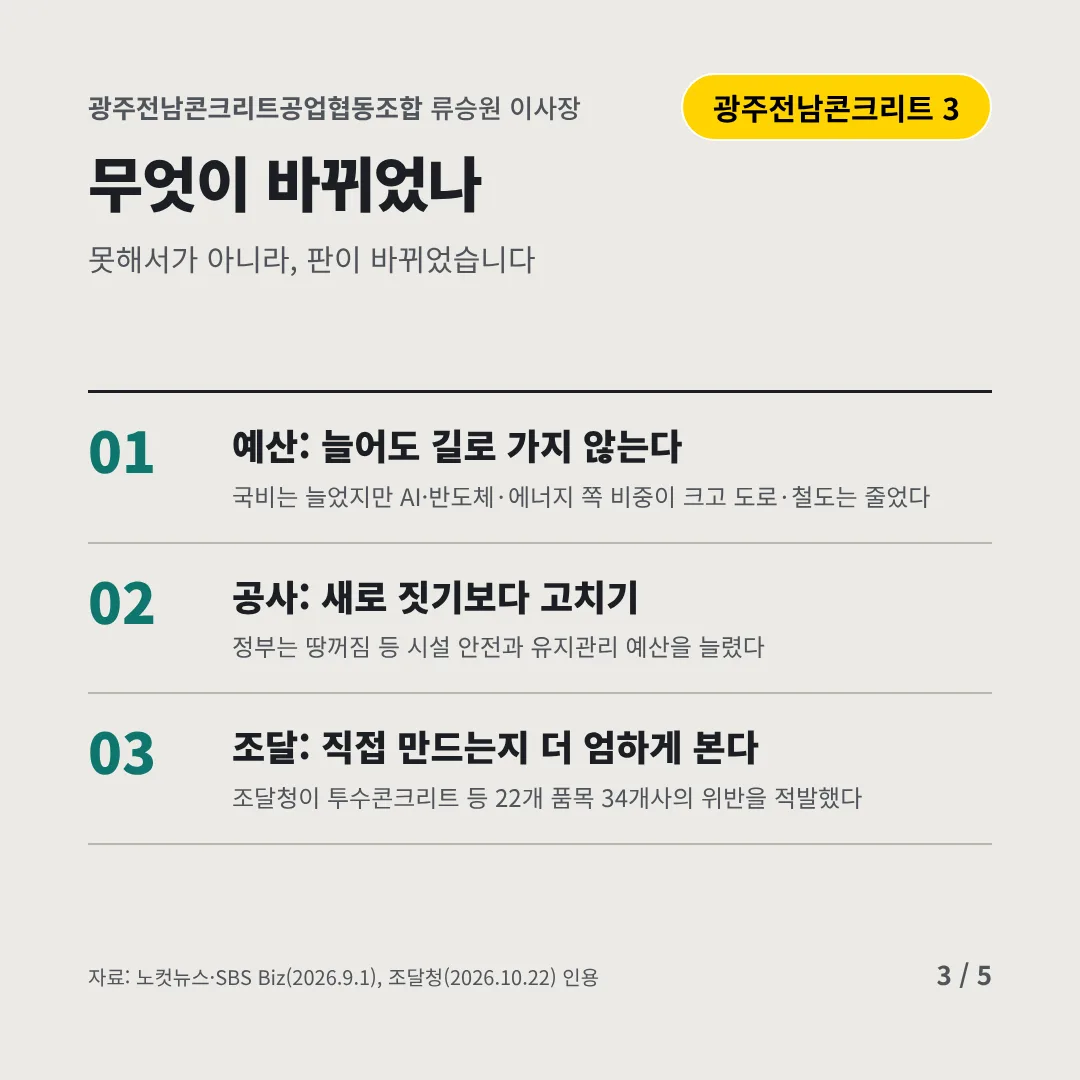 광주전남콘크리트공업협동조합 류승원 이사장
광주전남콘크리트 3
무엇이 바뀌었나
못해서가 아니라, 판이 바뀌었습니다
01
예산: 늘어도 길로 가지 않는다
국비는 늘었지만 AI·반도체·에너지 쪽 비중이 크고 도로·철도는 줄었다
02
공사: 새로 짓기보다 고치기
정부는 땅꺼짐 등 시설 안전과 유지관리 예산을 늘렸다
03
조달: 직접 만드는지 더 엄하게 본다
조달청이 투수콘크리트 등 22개 품목 34개사의 위반을 적발했다
자료: 노컷뉴스·SBS Biz(2026.9.1), 조달청(2026.10.22) 인용
3 / 5